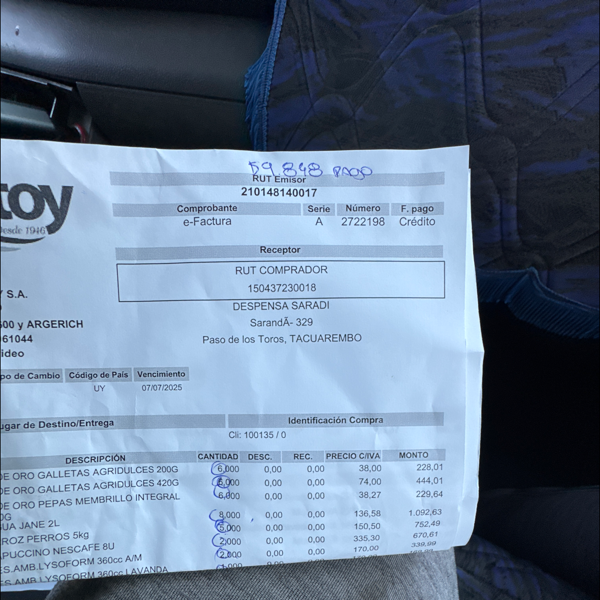 $9.848 PAGO
RUT Emisor
210148140017
toy
Desde 1946
Comprobante Serie Número F. pago
e-Factura A 2722198 Crédito
Receptor
RUT COMPRADOR
150437230018
DESPENSA SARADI
SarandÃ- 329
Paso de los Toros, TACUAREMBO
S.A.
600 y ARGERICH
61044
ideo
po de Cambio Código de País Vencimiento
UY 07/07/2025
ugar de Destino/Entrega Identificación Compra
Cli: 100135 / 0
DESCRIPCIÓN CANTIDAD DESC. REC. PRECIO C/IVA MONTO
DE ORO GALLETAS AGRIDULCES 200G 6,000 0,00 0,00 38,00 228,01
DE ORO GALLETAS AGRIDULCES 420G 6,000 0,00 0,00 74,00 444,01
DE ORO PEPAS MEMBRILLO INTEGRAL 6,000 0,00 0,00 38,27 229,64
0G
UA JANE 2L 8,000 0,00 0,00 136,58 1.092,63
ROZ PERROS 5kg 5,000 0,00 0,00 150,50 752,49
APUCCINO NESCAFE 8U 2,000 0,00 0,00 335,30 670,61
ES.AMB.LYSOFORM 360cc A/M 2,000 0,00 0,00 170,00 339,99
ES.AMB.LYSOFORM 360cc LAVANDA